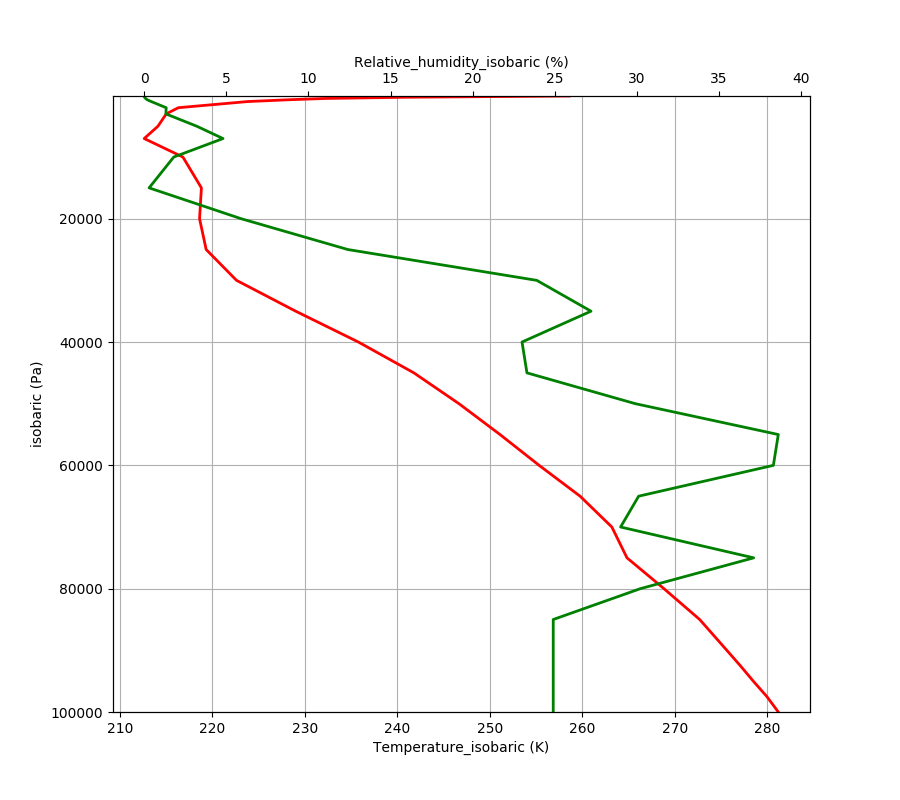 Relative_humidity_isobaric (%)
0 5 10 15 20 25 30 35 40
20000
40000
isobaric (Pa)
60000
80000
100000
210 220 230 240 250 260 270 280
Temperature_isobaric (K)